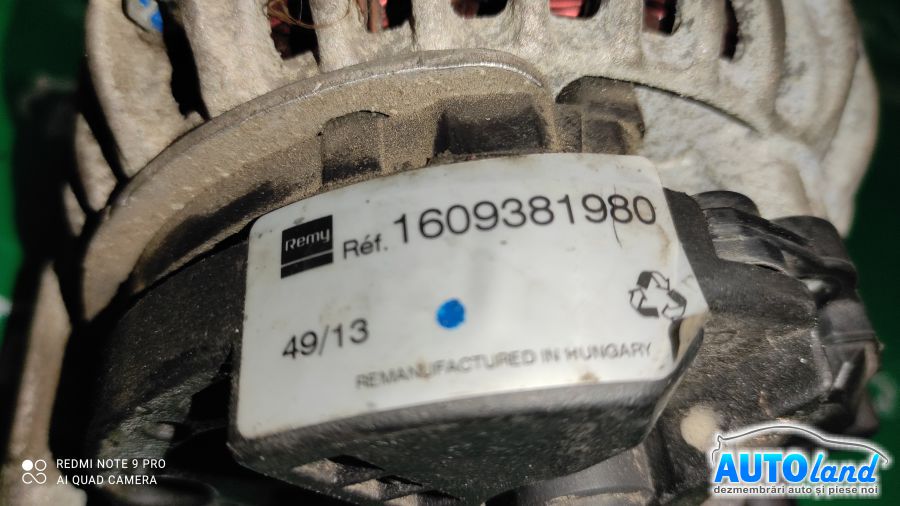 Remy
Réf. 1609381980
49/13
REMANUFACTURED IN HUNGARY
REDMI NOTE 9 PRO
AI QUAD CAMERA
AUTOland
dezmembrări auto și piese noi